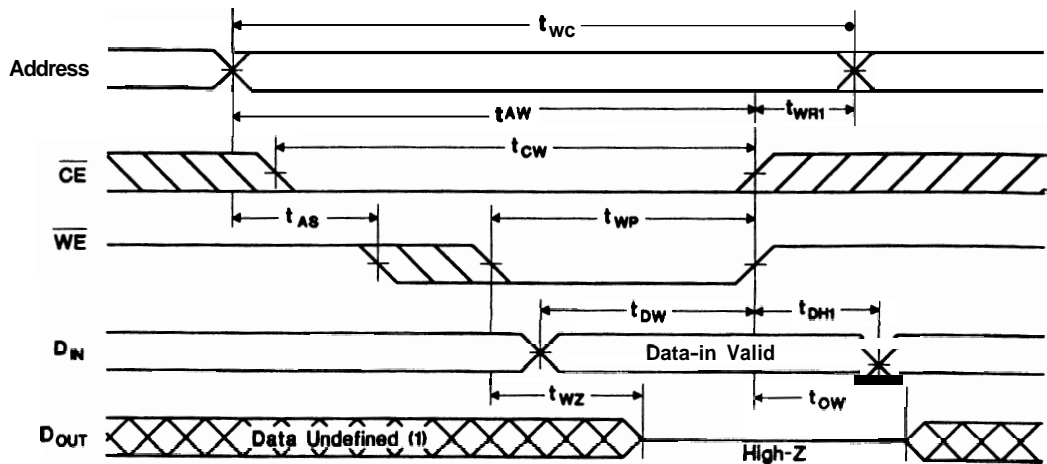 tWC
Address
tAW
tWR1
tCW
CE
tAS
tWP
WE
tDW
tDH1
DIN
Data-in Valid
tWZ
tOW
DOUT
Data Undefined (1)
High-Z